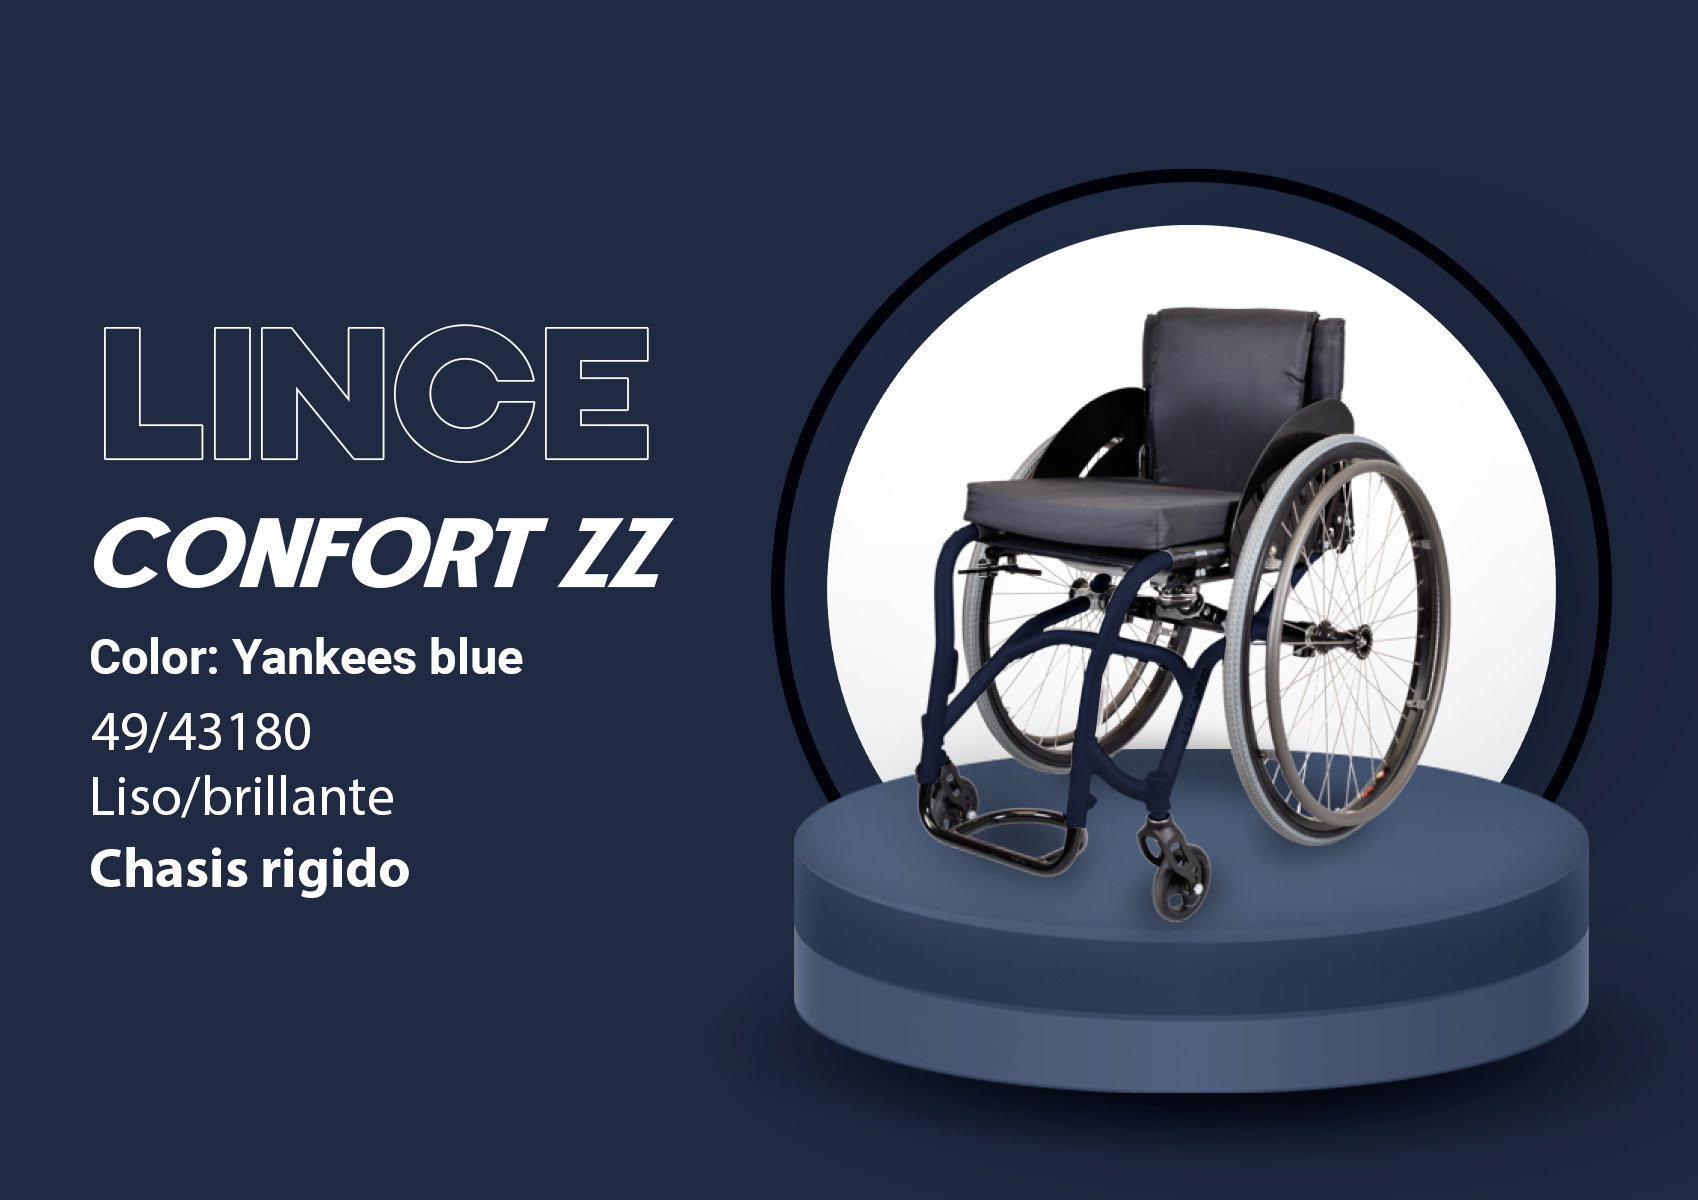 LINCE
CONFORT ZZ
Color: Yankees blue
49/43180
Liso/brillante
Chasis rigido